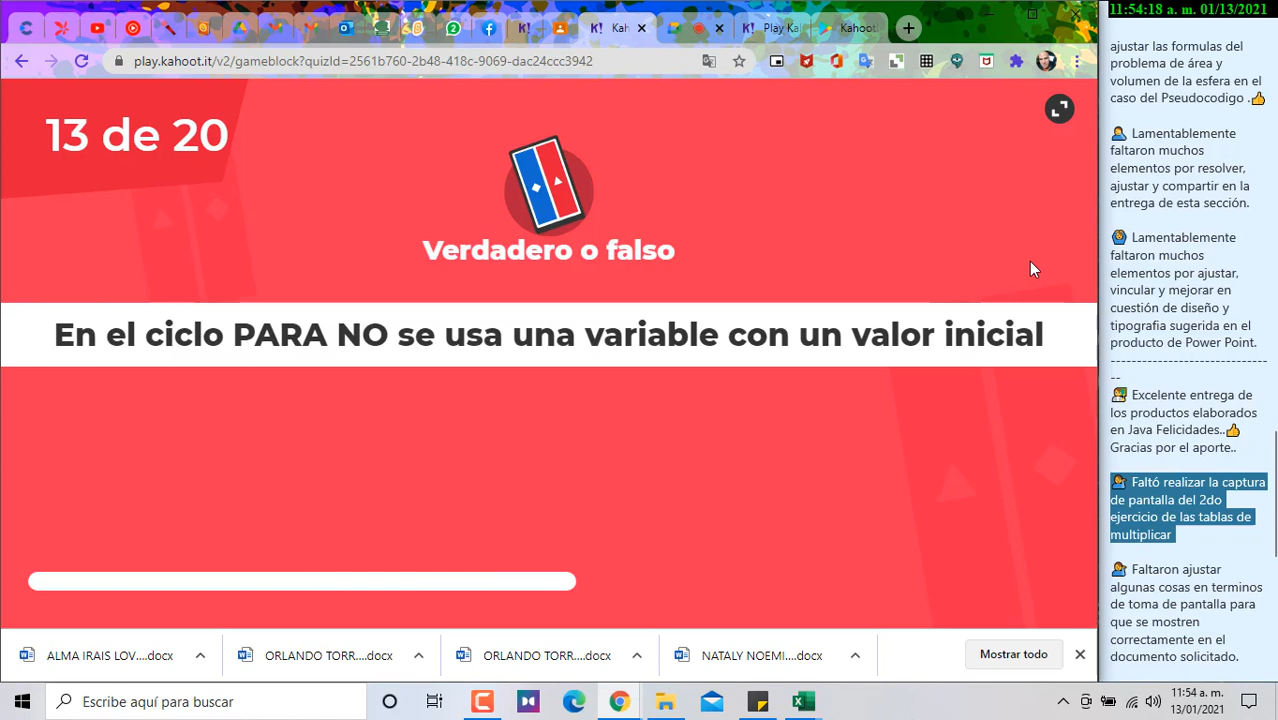 11:54:18 a. m. 01/13/2021
Kah
Play Ka
Kahoot!
play.kahoot.it/v2/gameblock?quizId=2561b760-2b48-418c-9069-dac24ccc3942
13 de 20
Verdadero o falso
En el ciclo PARA NO se usa una variable con un valor inicial
ajustar las formulas del
problema de área y
volumen de la esfera en el
caso del Pseudocodigo .👍
Lamentablemente
faltaron muchos
elementos por resolver,
ajustar y compartir en la
entrega de esta sección.
Lamentablemente
faltaron muchos
elementos por ajustar,
vincular y mejorar en
cuestión de diseño y
tipografia sugerida en el
producto de Power Point.
--------------------------------
--
Excelente entrega de
los productos elaborados
en Java Felicidades..👍
Gracias por el aporte..
Faltó realizar la captura
de pantalla del 2do
ejercicio de las tablas de
multiplicar
Faltaron ajustar
algunas cosas en terminos
de toma de pantalla para
que se mostren
correctamente en el
documento solicitado.
ALMA IRAIS LOV....docx
ORLANDO TORR....docx
ORLANDO TORR....docx
NATALY NOEMI....docx
Mostrar todo
Escribe aquí para buscar
11:54 a. m.
13/01/2021